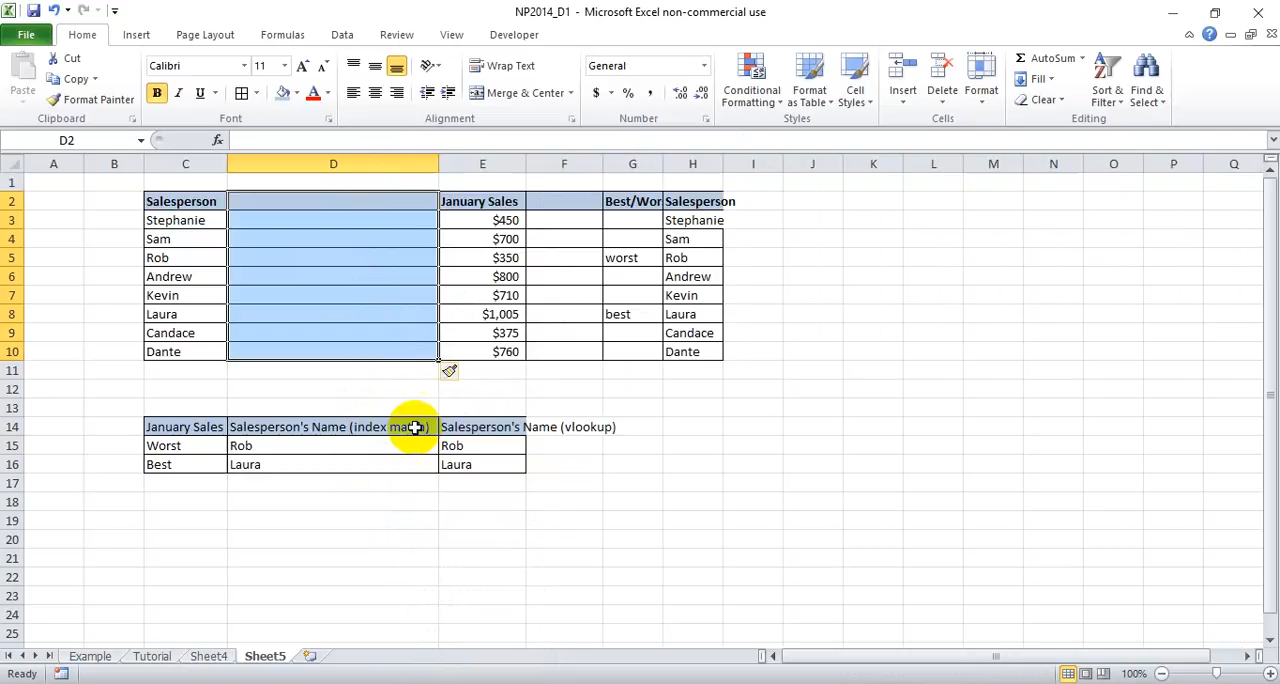 NP2014_D1 - Microsoft Excel non-commercial use
File Home Insert Page Layout Formulas Data Review View Developer
Paste
Cut
Copy
Format Painter
Clipboard
Calibri 11
B I U
Font
Wrap Text
Merge & Center
Alignment
General
$ % ,
Number
Conditional Formatting
Format as Table
Cell Styles
Styles
Insert Delete Format
Cells
Σ AutoSum
Fill
Clear
Sort & Filter
Find & Select
Editing
D2 fx
A B C D E F G H I J K L M N O P Q
1
2 Salesperson January Sales Best/Wor Salesperson
3 Stephanie $450 Stephanie
4 Sam $700 Sam
5 Rob $350 worst Rob
6 Andrew $800 Andrew
7 Kevin $710 Kevin
8 Laura $1,005 best Laura
9 Candace $375 Candace
10 Dante $760 Dante
11
12
13
14 January Sales Salesperson's Name (index match) Salesperson's Name (vlookup)
15 Worst Rob Rob
16 Best Laura Laura
17
18
19
20
21
22
23
24
25
Example Tutorial Sheet4 Sheet5
Ready 100%